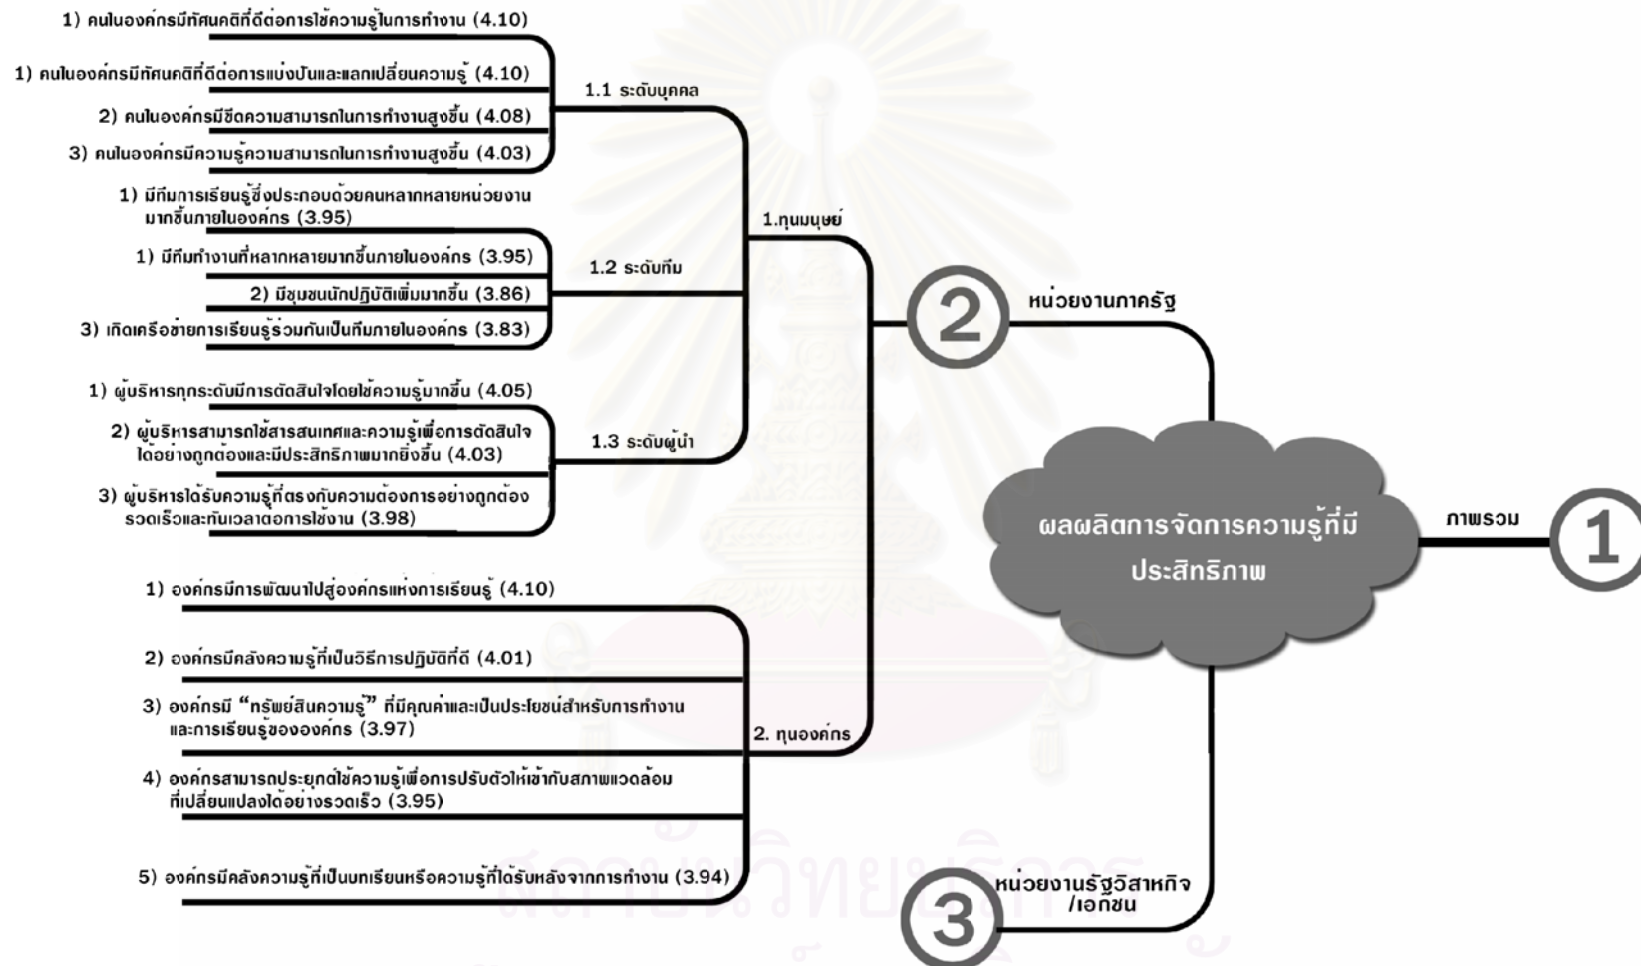 1) คนในองค์กรมีทัศนคติที่ดีต่อการใช้ความรู้ในการทำงาน (4.10)
1) คนในองค์กรมีทัศนคติที่ดีต่อการแบ่งปันและแลกเปลี่ยนความรู้ (4.10)
2) คนในองค์กรมีขีดความสามารถในการทำงานสูงขึ้น (4.08)
3) คนในองค์กรมีความรู้ความสามารถในการทำงานสูงขึ้น (4.03)
1.1 ระดับบุคคล
1) มีทีมการเรียนรู้ซึ่งประกอบด้วยคนหลากหลายหน่วยงาน
มากขึ้นภายในองค์กร (3.95)
1) มีทีมทำงานที่หลากหลายมากขึ้นภายในองค์กร (3.95)
2) มีชุมชนนักปฏิบัติเพิ่มมากขึ้น (3.86)
3) เกิดเครือข่ายการเรียนรู้ร่วมกันเป็นทีมภายในองค์กร (3.83)
1.2 ระดับทีม
1) ผู้บริหารทุกระดับมีการตัดสินใจโดยใช้ความรู้มากขึ้น (4.05)
2) ผู้บริหารสามารถใช้สารสนเทศและความรู้เพื่อการตัดสินใจ
ได้อย่างถูกต้องและมีประสิทธิภาพมากยิ่งขึ้น (4.03)
3) ผู้บริหารได้รับความรู้ที่ตรงกับความต้องการอย่างถูกต้อง
รวดเร็วและทันเวลาต่อการใช้งาน (3.98)
1.3 ระดับผู้นำ
1.ทุนมนุษย์
1) องค์กรมีการพัฒนาไปสู่องค์กรแห่งการเรียนรู้ (4.10)
2) องค์กรมีคลังความรู้ที่เป็นวิธีการปฏิบัติที่ดี (4.01)
3) องค์กรมี “ทรัพย์สินความรู้” ที่มีคุณค่าและเป็นประโยชน์สำหรับการทำงาน
และการเรียนรู้ขององค์กร (3.97)
4) องค์กรสามารถประยุกต์ใช้ความรู้เพื่อการปรับตัวให้เข้ากับสภาพแวดล้อม
ที่เปลี่ยนแปลงได้อย่างรวดเร็ว (3.95)
5) องค์กรมีคลังความรู้ที่เป็นบทเรียนหรือความรู้ที่ได้รับหลังจากการทำงาน (3.94)
2. ทุนองค์กร
2
หน่วยงานภาครัฐ
ผลผลิตการจัดการความรู้ที่มี
ประสิทธิภาพ
ภาพรวม
1
3
หน่วยงานรัฐวิสาหกิจ
/เอกชน
สถาบันวิทยบริการ